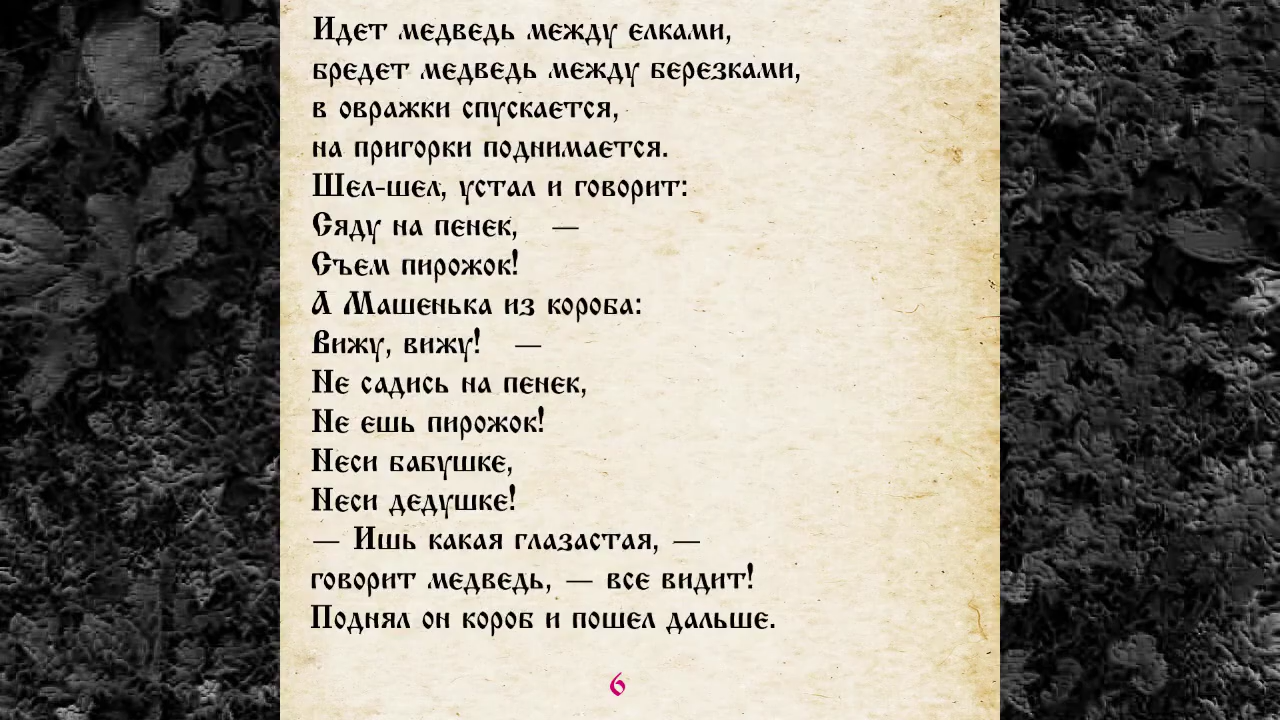 Идет медведь между елками,
бредет медведь между березками,
в овражки спускается,
на пригорки поднимается.
Шел-шел, устал и говорит:
Сяду на пенек, —
Съем пирожок!
А Машенька из короба:
Вижу, вижу! —
Не садись на пенек,
Не ешь пирожок!
Неси бабушке,
Неси дедушке!
— Ишь какая глазастая, —
говорит медведь, — все видит!
Поднял он короб и пошел дальше.
6